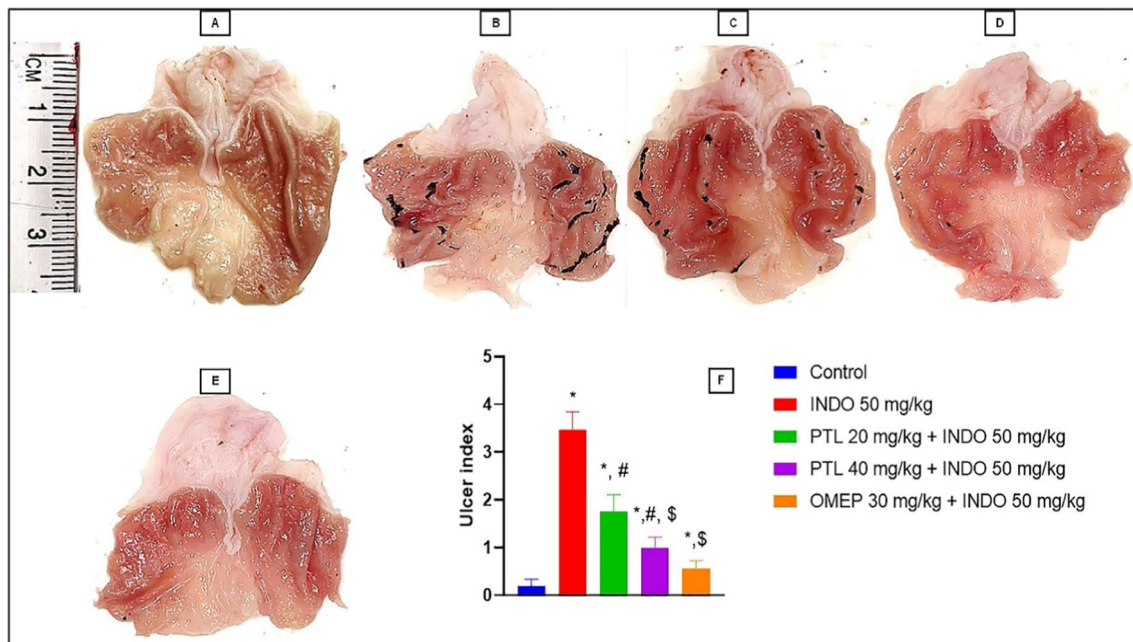 A
B
C
D
CM
1
2
3
E
F
5
4
3
2
1
0
Ulcer index
*
*, #
*,#, $
*,$
Control
INDO 50 mg/kg
PTL 20 mg/kg + INDO 50 mg/kg
PTL 40 mg/kg + INDO 50 mg/kg
OMEP 30 mg/kg + INDO 50 mg/kg